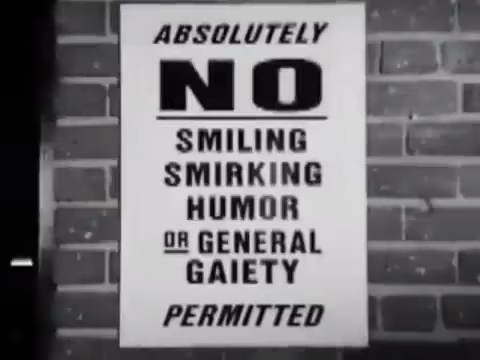 ABSOLUTELY
NO
SMILING
SMIRKING
HUMOR
OR GENERAL
GAIETY
PERMITTED